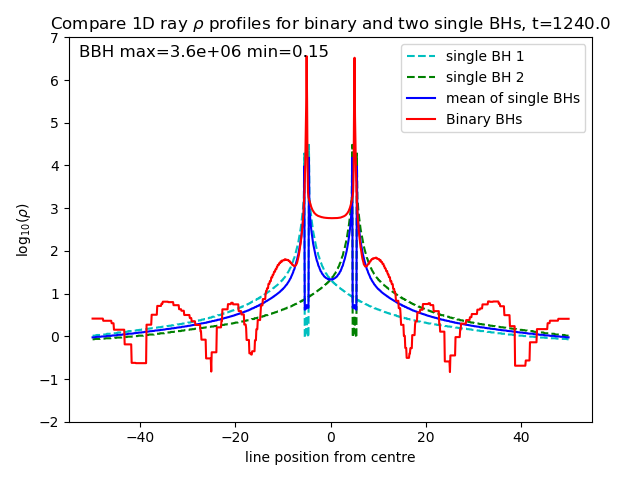 Compare 1D ray ρ profiles for binary and two single BHs, t=1240.0
BBH max=3.6e+06 min=0.15
single BH 1
single BH 2
mean of single BHs
Binary BHs
7
6
5
4
3
2
1
0
−1
−2
log₁₀(ρ)
−40 −20 0 20 40
line position from centre